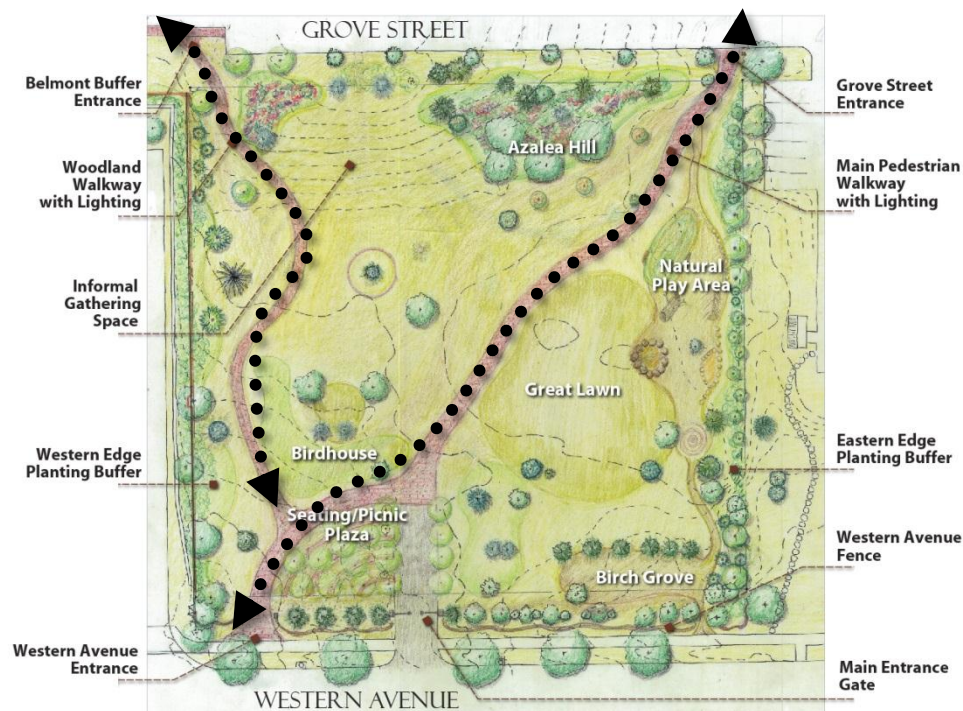 GROVE STREET
Belmont Buffer
Entrance
Woodland
Walkway
with Lighting
Informal
Gathering
Space
Western Edge
Planting Buffer
Western Avenue
Entrance
Azalea Hill
Natural
Play Area
Great Lawn
Birdhouse
Seating/Picnic
Plaza
Birch Grove
Grove Street
Entrance
Main Pedestrian
Walkway
with Lighting
Eastern Edge
Planting Buffer
Western Avenue
Fence
Main Entrance
Gate
WESTERN AVENUE